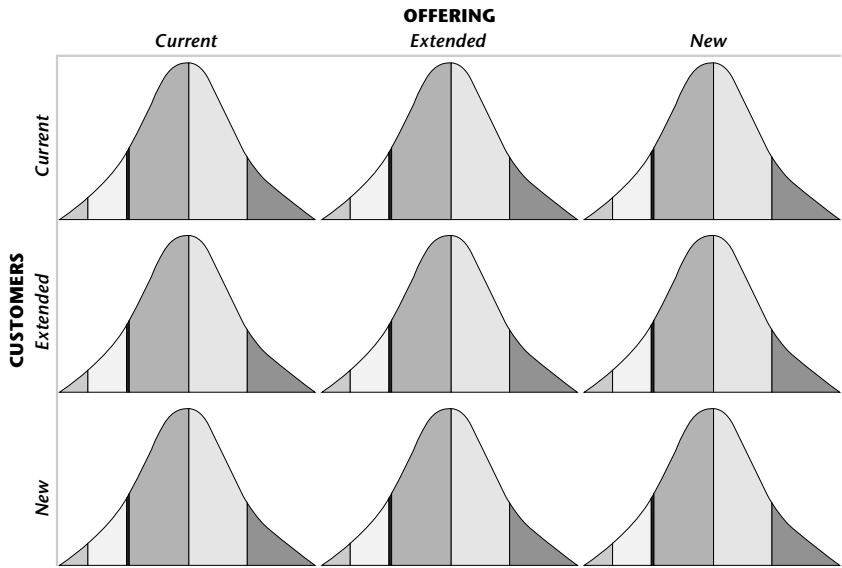 OFFERING
Current Extended New
CUSTOMERS
Current
Extended
New